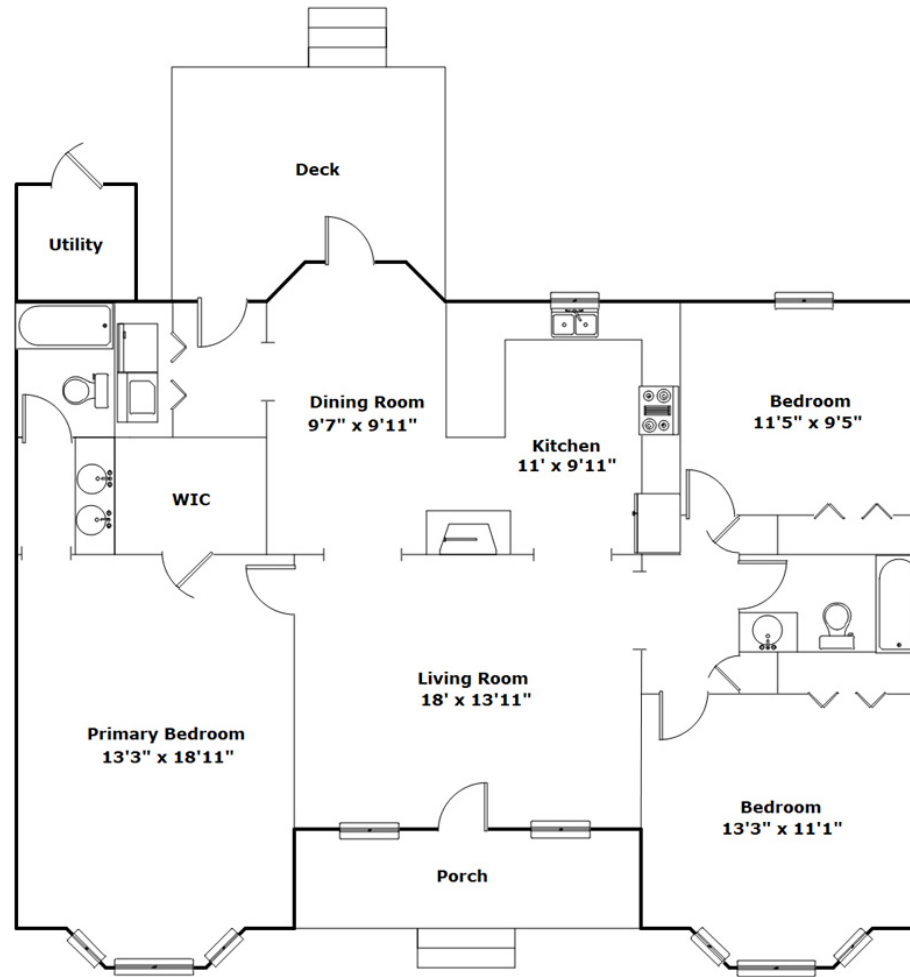 Deck
Utility
Dining Room
9'7" x 9'11"
Kitchen
11' x 9'11"
Bedroom
11'5" x 9'5"
WIC
Living Room
18' x 13'11"
Primary Bedroom
13'3" x 18'11"
Bedroom
13'3" x 11'1"
Porch